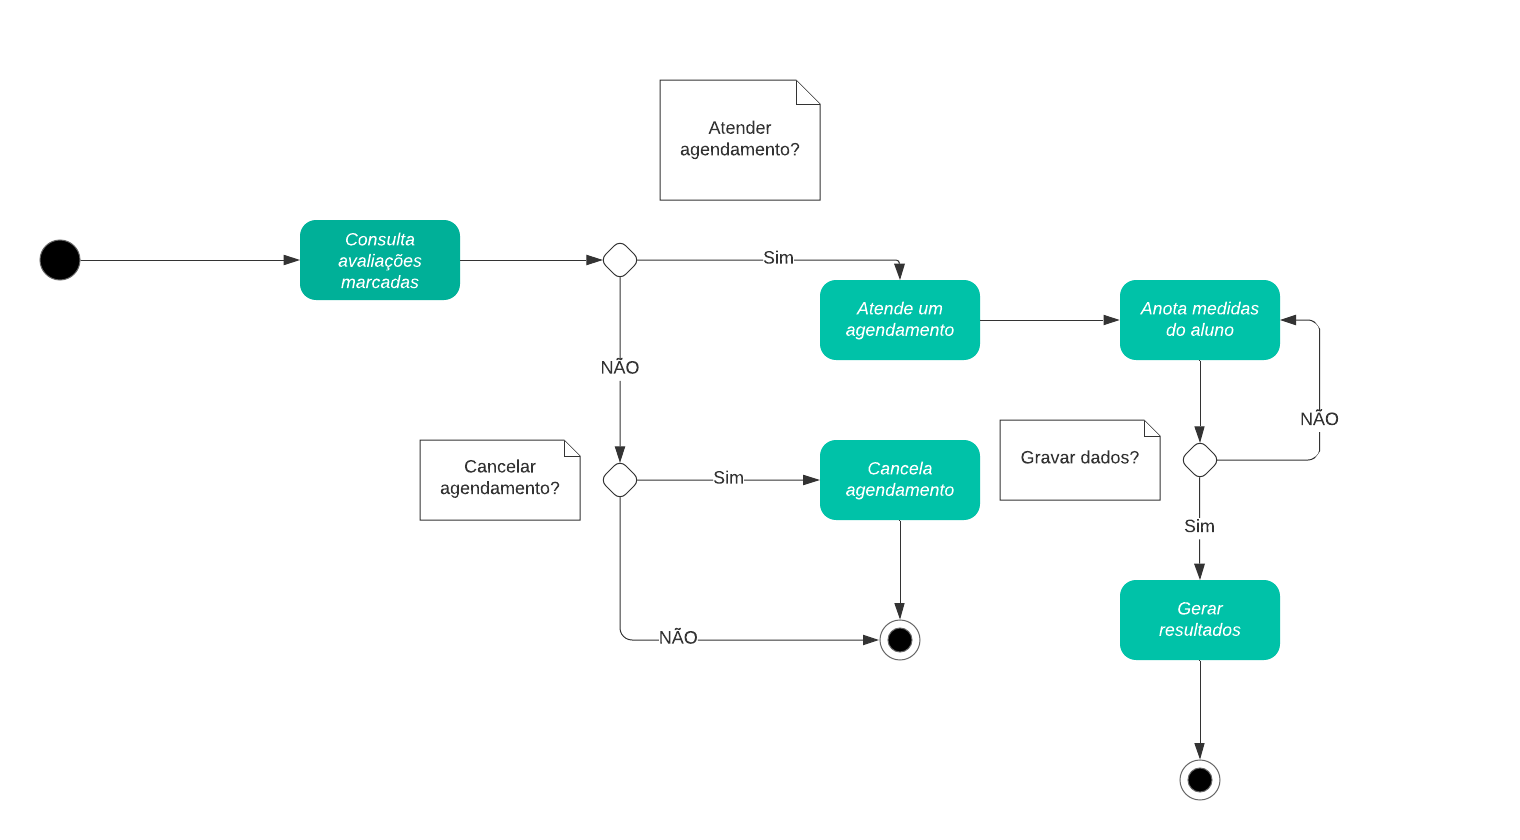 Atender
agendamento?
Consulta
avaliações
marcadas
Sim
Atende um
agendamento
Anota medidas
do aluno
NÃO
NÃO
Cancelar
agendamento?
Sim
Cancela
agendamento
Gravar dados?
Sim
NÃO
Gerar
resultados